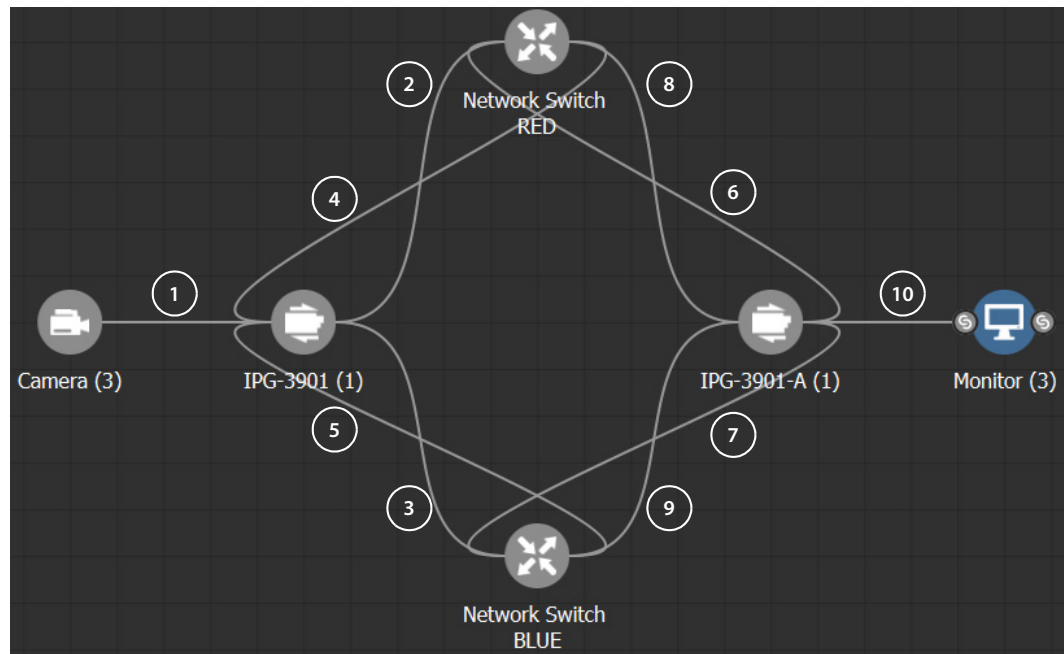 2
8
Network Switch
RED
4
6
1
10
Camera (3)
IPG-3901 (1)
IPG-3901-A (1)
Monitor (3)
5
7
3
9
Network Switch
BLUE